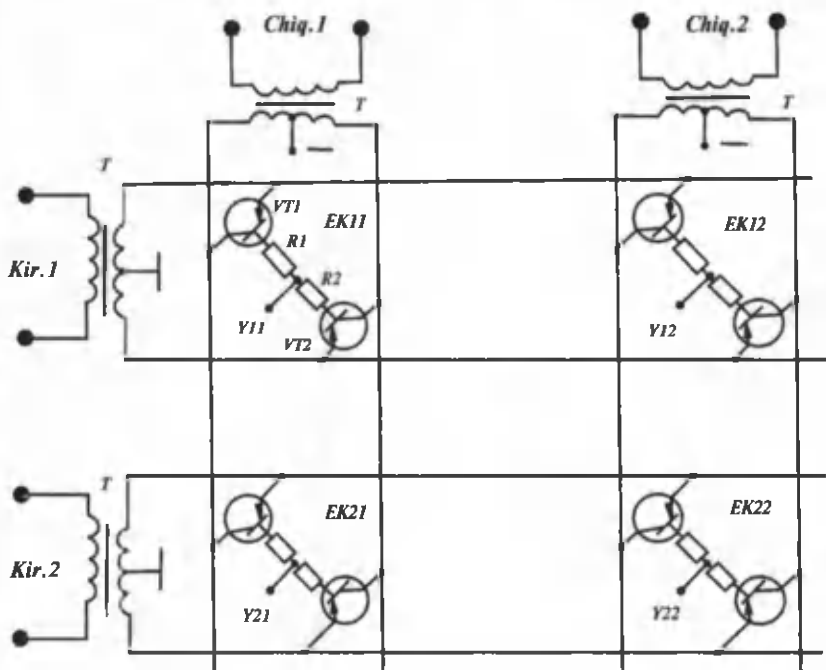 Chiq.1
Chiq.2
T
T
T
VT1
EK11
EK12
R1
Kir.1
R2
Y11
Y12
VT2
T
EK21
EK22
Kir.2
Y21
Y22